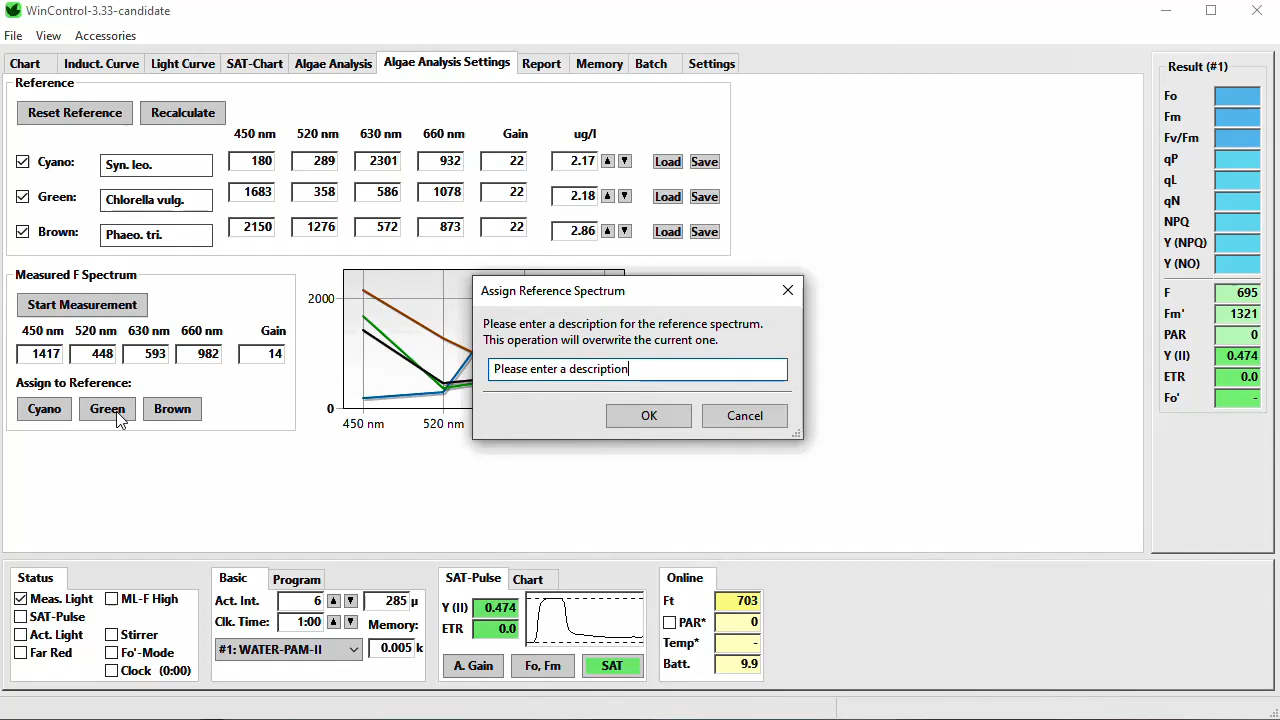 WinControl-3.33-candidate
File View Accessories
Chart Induct. Curve Light Curve SAT-Chart Algae Analysis Algae Analysis Settings Report Memory Batch Settings
Reference
Reset Reference Recalculate
450 nm 520 nm 630 nm 660 nm Gain ug/l
Cyano: Syn. leo. 180 289 2301 932 22 2.17 Load Save
Green: Chlorella vulg. 1683 358 586 1078 22 2.18 Load Save
Brown: Phaeo. tri. 2150 1276 572 873 22 2.86 Load Save
Measured F Spectrum
Start Measurement
450 nm 520 nm 630 nm 660 nm Gain
1417 448 593 982 14
Assign to Reference:
Cyano Green Brown
2000
0
450 nm 520 nm
Assign Reference Spectrum
Please enter a description for the reference spectrum.
This operation will overwrite the current one.
Please enter a description
OK Cancel
Result (#1)
Fo
Fm
Fv/Fm
qP
qL
qN
NPQ
Y (NPQ)
Y (NO)
F 695
Fm' 1321
PAR 0
Y (II) 0.474
ETR 0.0
Fo' -
Status
Meas. Light ML-F High
SAT-Pulse
Act. Light Stirrer
Far Red Fo'-Mode
Clock (0:00)
Basic Program
Act. Int. 6 285 µ
Clk. Time: 1:00 Memory:
#1: WATER-PAM-II 0.005 k
SAT-Pulse Chart
Y (II) 0.474
ETR 0.0
A. Gain Fo, Fm SAT
Online
Ft 703
PAR* 0
Temp* -
Batt. 9.9